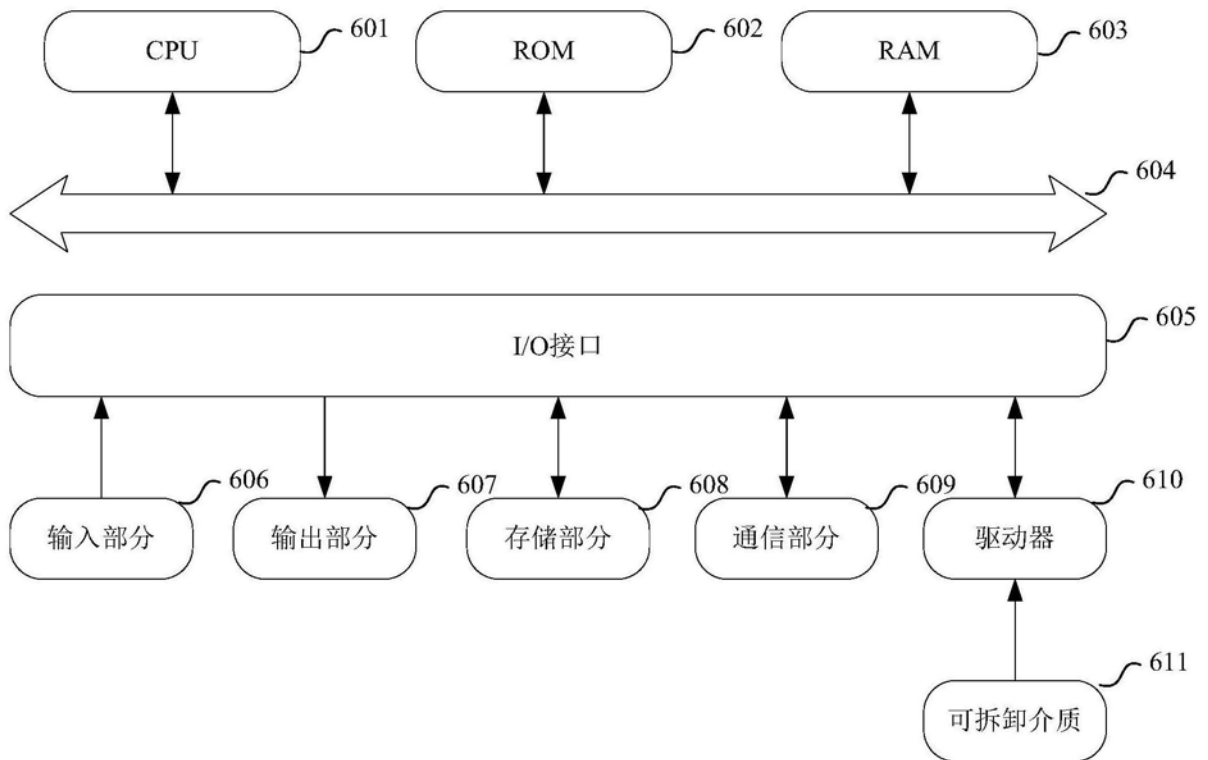 CPU
601
ROM
602
RAM
603
604
I/O接口
605
输入部分
606
输出部分
607
存储部分
608
通信部分
609
驱动器
610
可拆卸介质
611